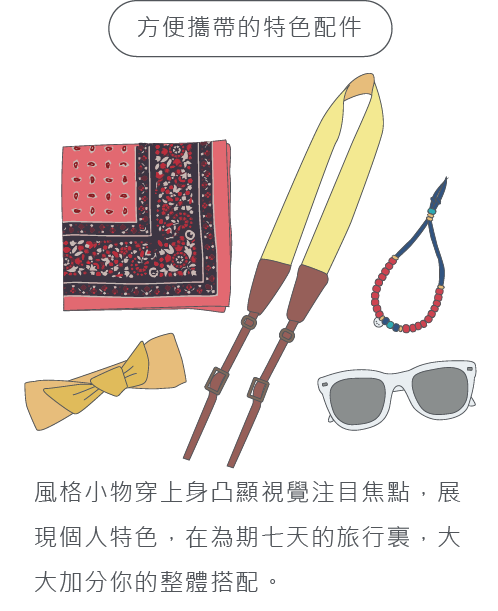 方便攜帶的特色配件
風格小物穿上身凸顯視覺注目焦點，展
現個人特色，在為期七天的旅行裏，大
大加分你的整體搭配。